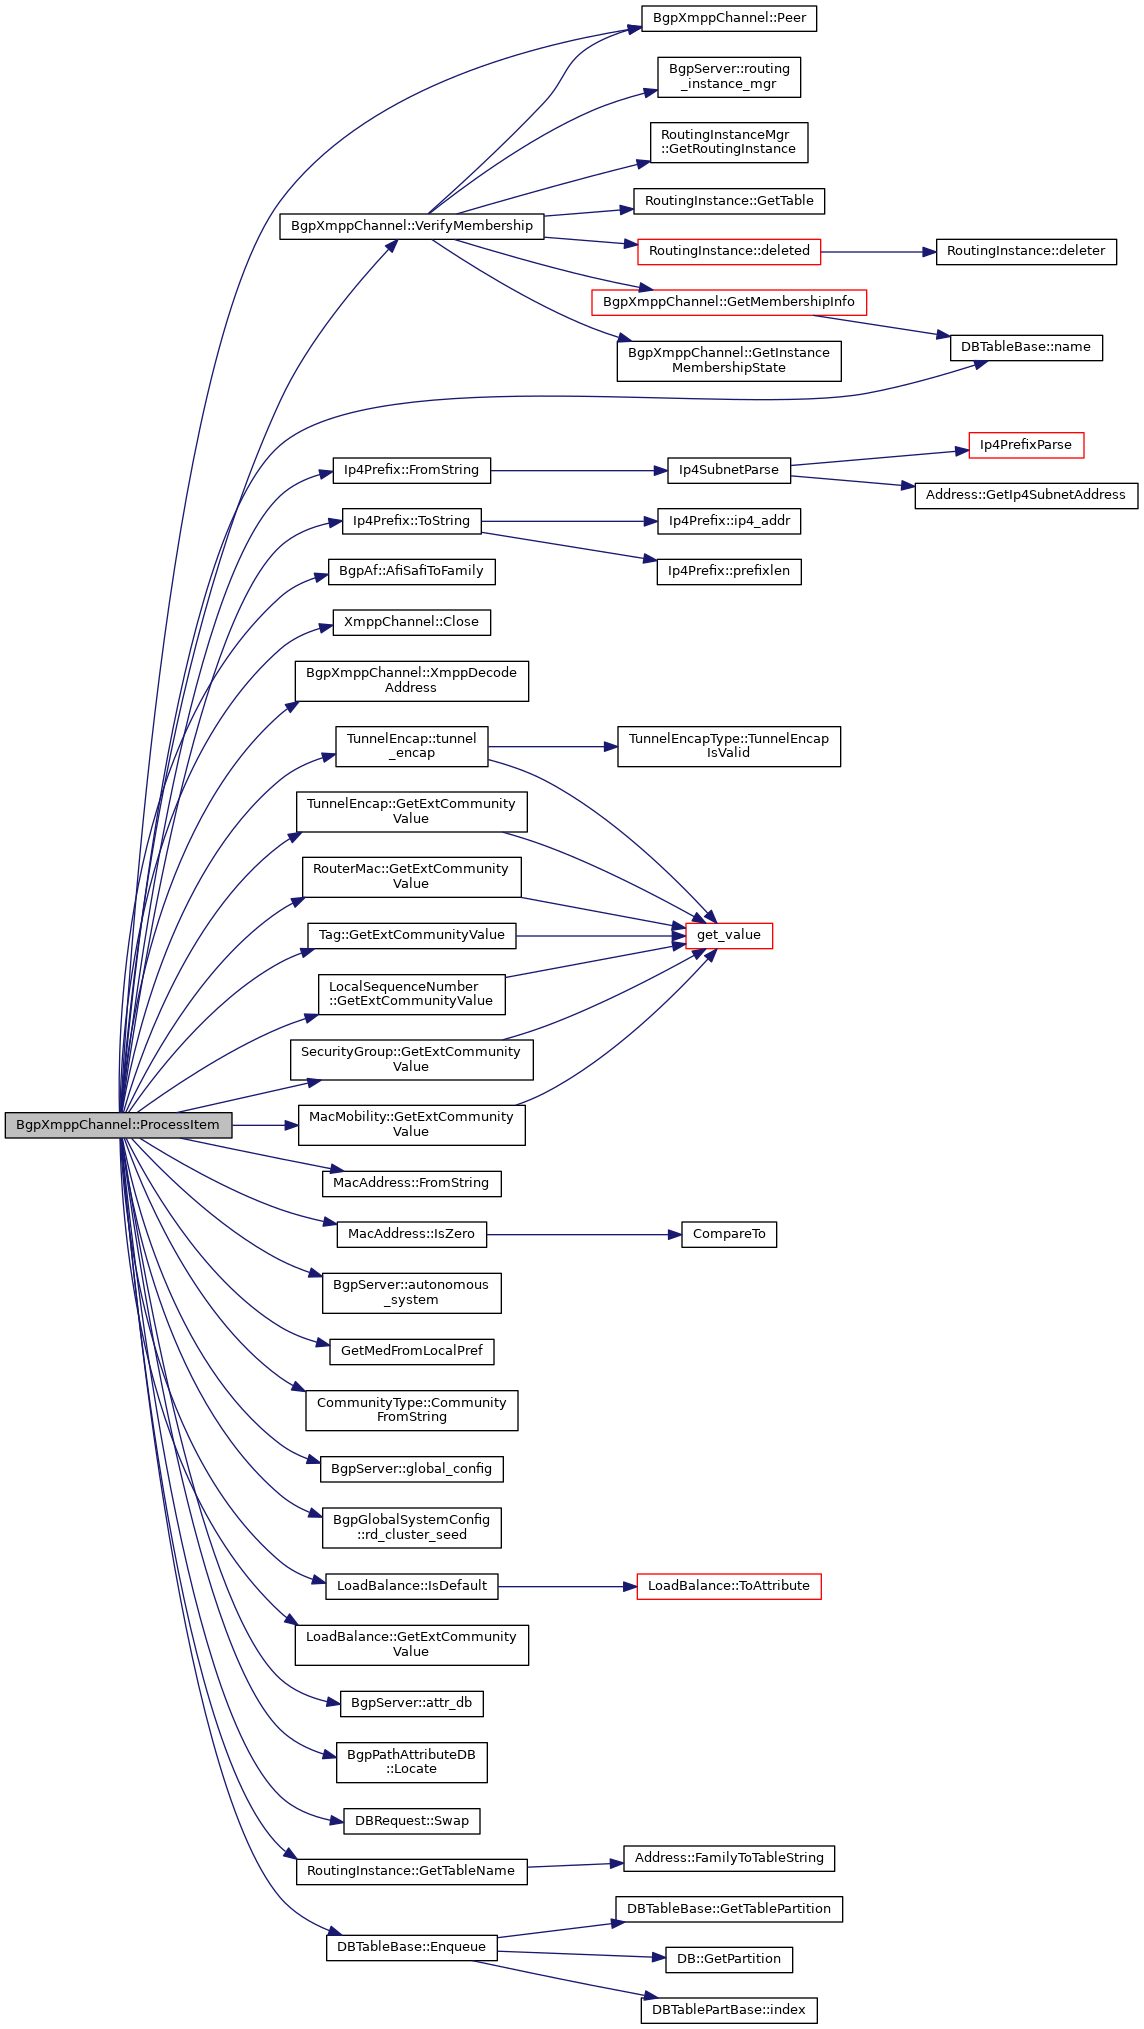 BgpXmppChannel::Peer
BgpServer::routing
_instance_mgr
RoutingInstanceMgr
::GetRoutingInstance
RoutingInstance::GetTable
BgpXmppChannel::VerifyMembership
RoutingInstance::deleted
RoutingInstance::deleter
BgpXmppChannel::GetMembershipInfo
DBTableBase::name
BgpXmppChannel::GetInstance
MembershipState
Ip4PrefixParse
Ip4Prefix::FromString
Ip4SubnetParse
Address::GetIp4SubnetAddress
Ip4Prefix::ToString
Ip4Prefix::ip4_addr
BgpAf::AfiSafiToFamily
Ip4Prefix::prefixlen
XmppChannel::Close
BgpXmppChannel::XmppDecode
Address
TunnelEncap::tunnel
_encap
TunnelEncapType::TunnelEncap
IsValid
TunnelEncap::GetExtCommunity
Value
RouterMac::GetExtCommunity
Value
Tag::GetExtCommunityValue
get_value
LocalSequenceNumber
::GetExtCommunityValue
SecurityGroup::GetExtCommunity
Value
BgpXmppChannel::ProcessItem
MacMobility::GetExtCommunity
Value
MacAddress::FromString
MacAddress::IsZero
CompareTo
BgpServer::autonomous
_system
GetMedFromLocalPref
CommunityType::Community
FromString
BgpServer::global_config
BgpGlobalSystemConfig
::rd_cluster_seed
LoadBalance::IsDefault
LoadBalance::ToAttribute
LoadBalance::GetExtCommunity
Value
BgpServer::attr_db
BgpPathAttributeDB
::Locate
DBRequest::Swap
RoutingInstance::GetTableName
Address::FamilyToTableString
DBTableBase::GetTablePartition
DBTableBase::Enqueue
DB::GetPartition
DBTablePartBase::index